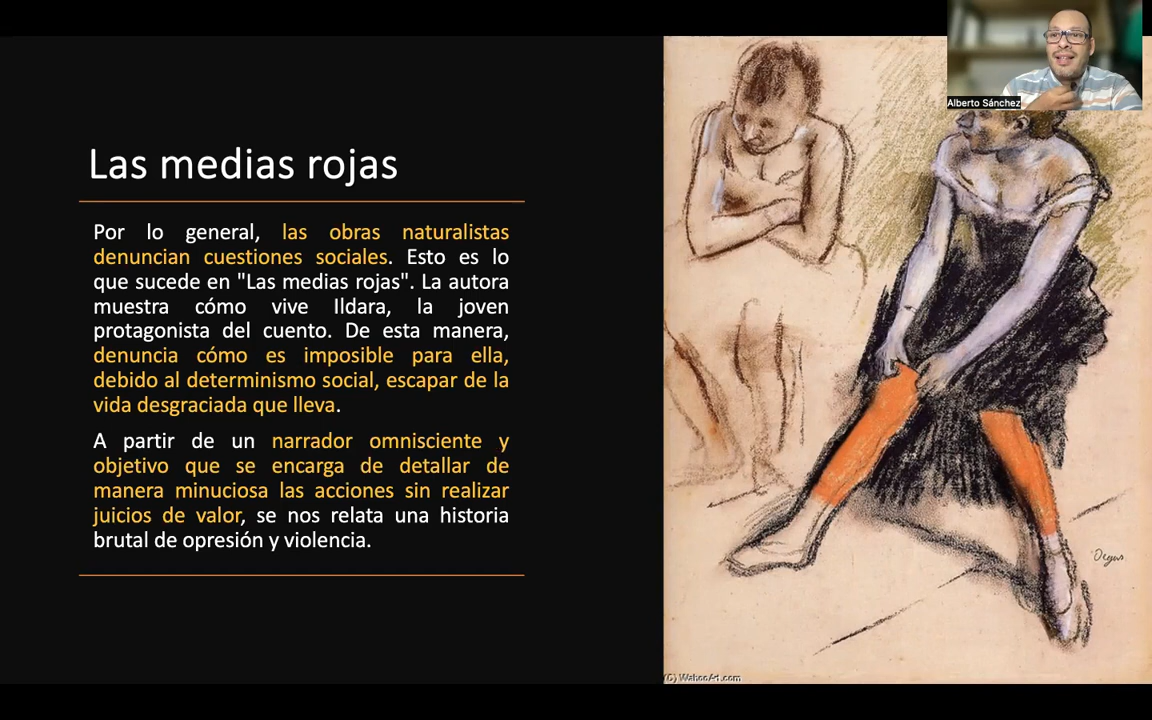 Alberto Sánchez
Las medias rojas
Por lo general, las obras naturalistas
denuncian cuestiones sociales. Esto es lo
que sucede en "Las medias rojas". La autora
muestra cómo vive Ildara, la joven
protagonista del cuento. De esta manera,
denuncia cómo es imposible para ella,
debido al determinismo social, escapar de la
vida desgraciada que lleva.
A partir de un narrador omnisciente y
objetivo que se encarga de detallar de
manera minuciosa las acciones sin realizar
juicios de valor, se nos relata una historia
brutal de opresión y violencia.
Degas
(C) WahooArt.com